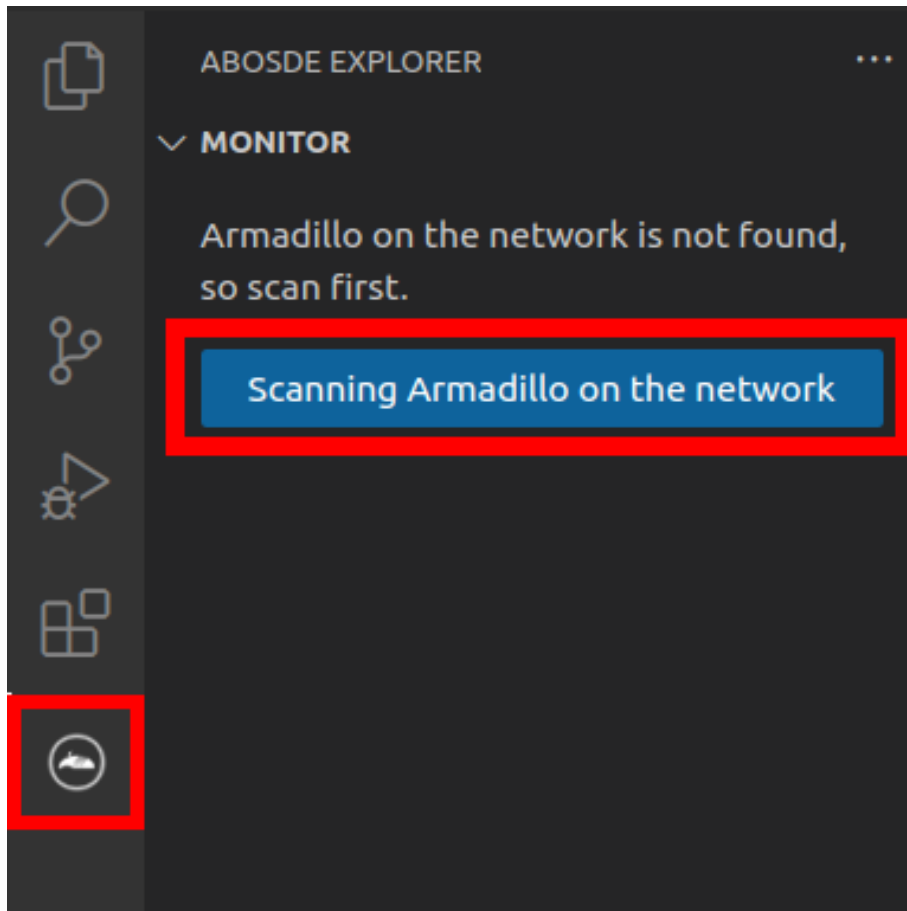 ABOSDE EXPLORER
MONITOR
Armadillo on the network is not found,
so scan first.
Scanning Armadillo on the network